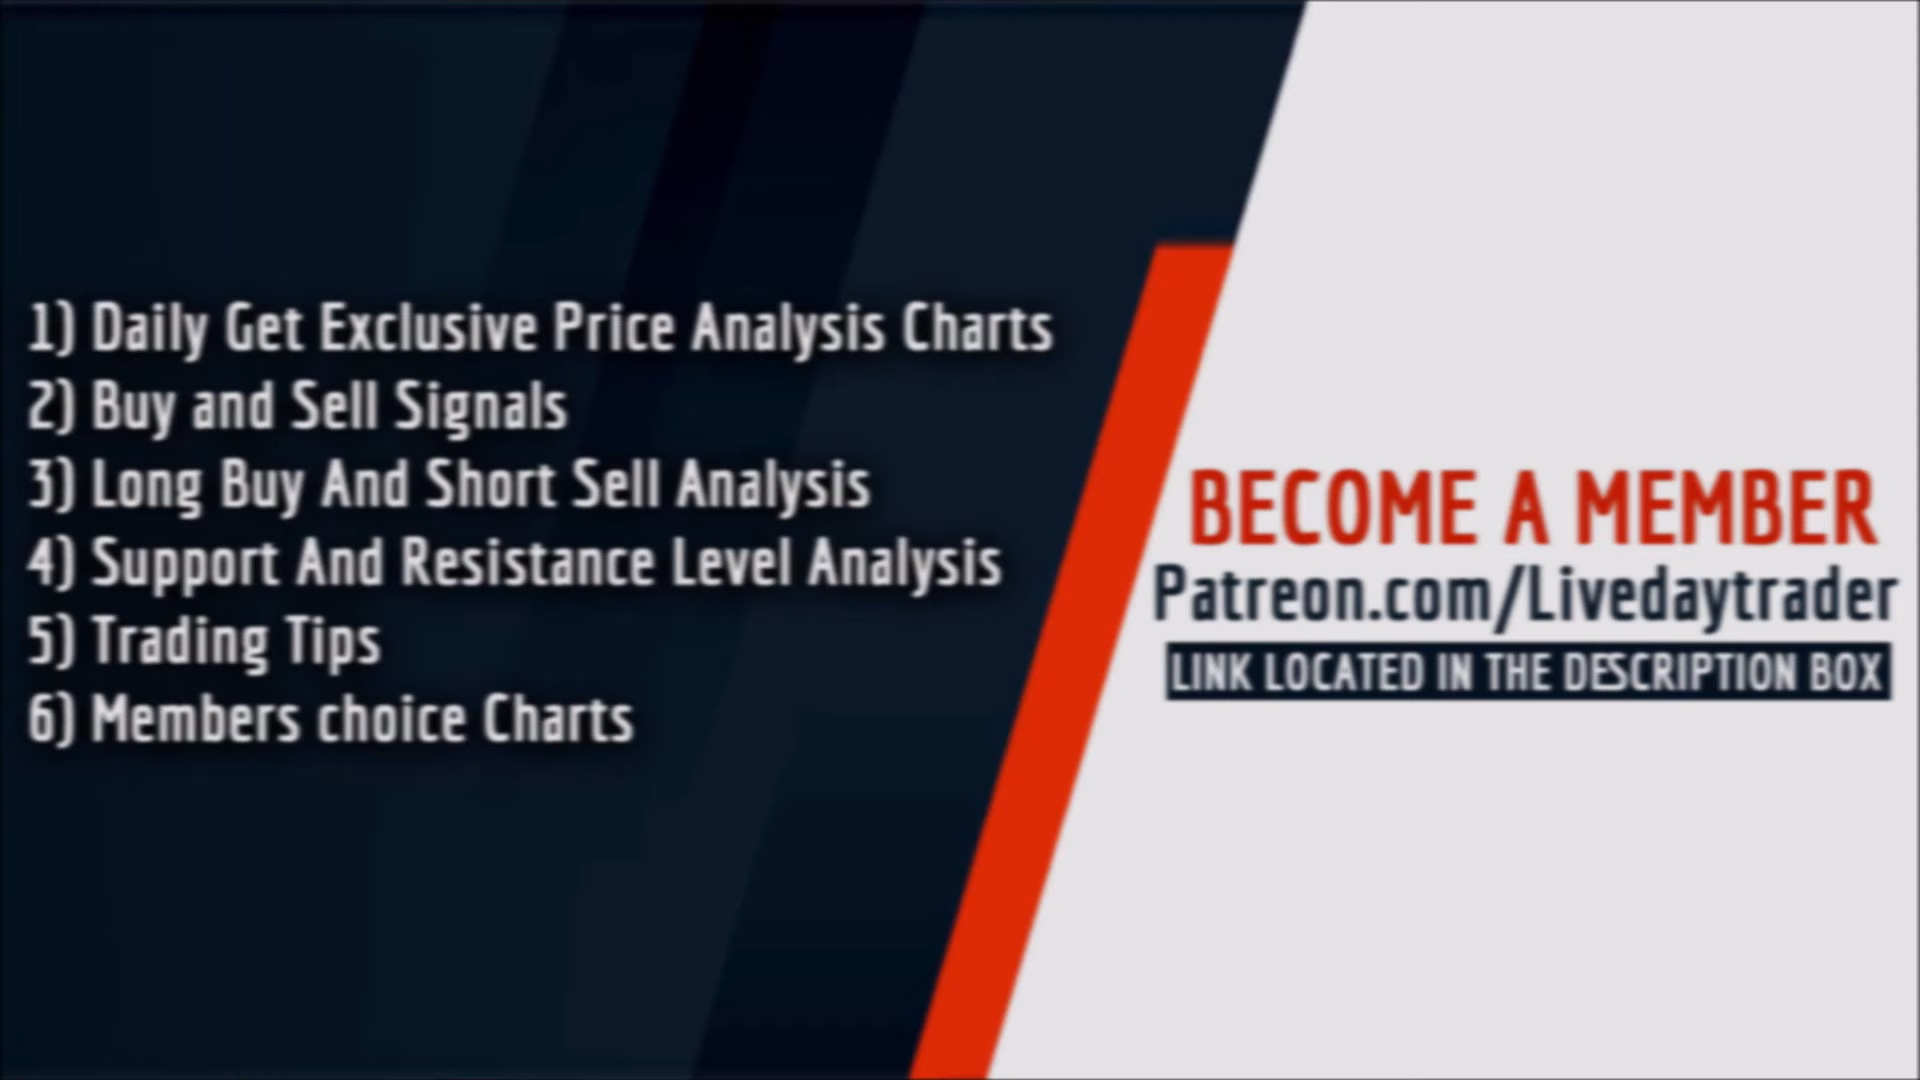 1) Daily Get Exclusive Price Analysis Charts
2) Buy and Sell Signals
3) Long Buy And Short Sell Analysis
4) Support And Resistance Level Analysis
5) Trading Tips
6) Members choice Charts
BECOME A MEMBER
Patreon.com/Livedaytrader
LINK LOCATED IN THE DESCRIPTION BOX